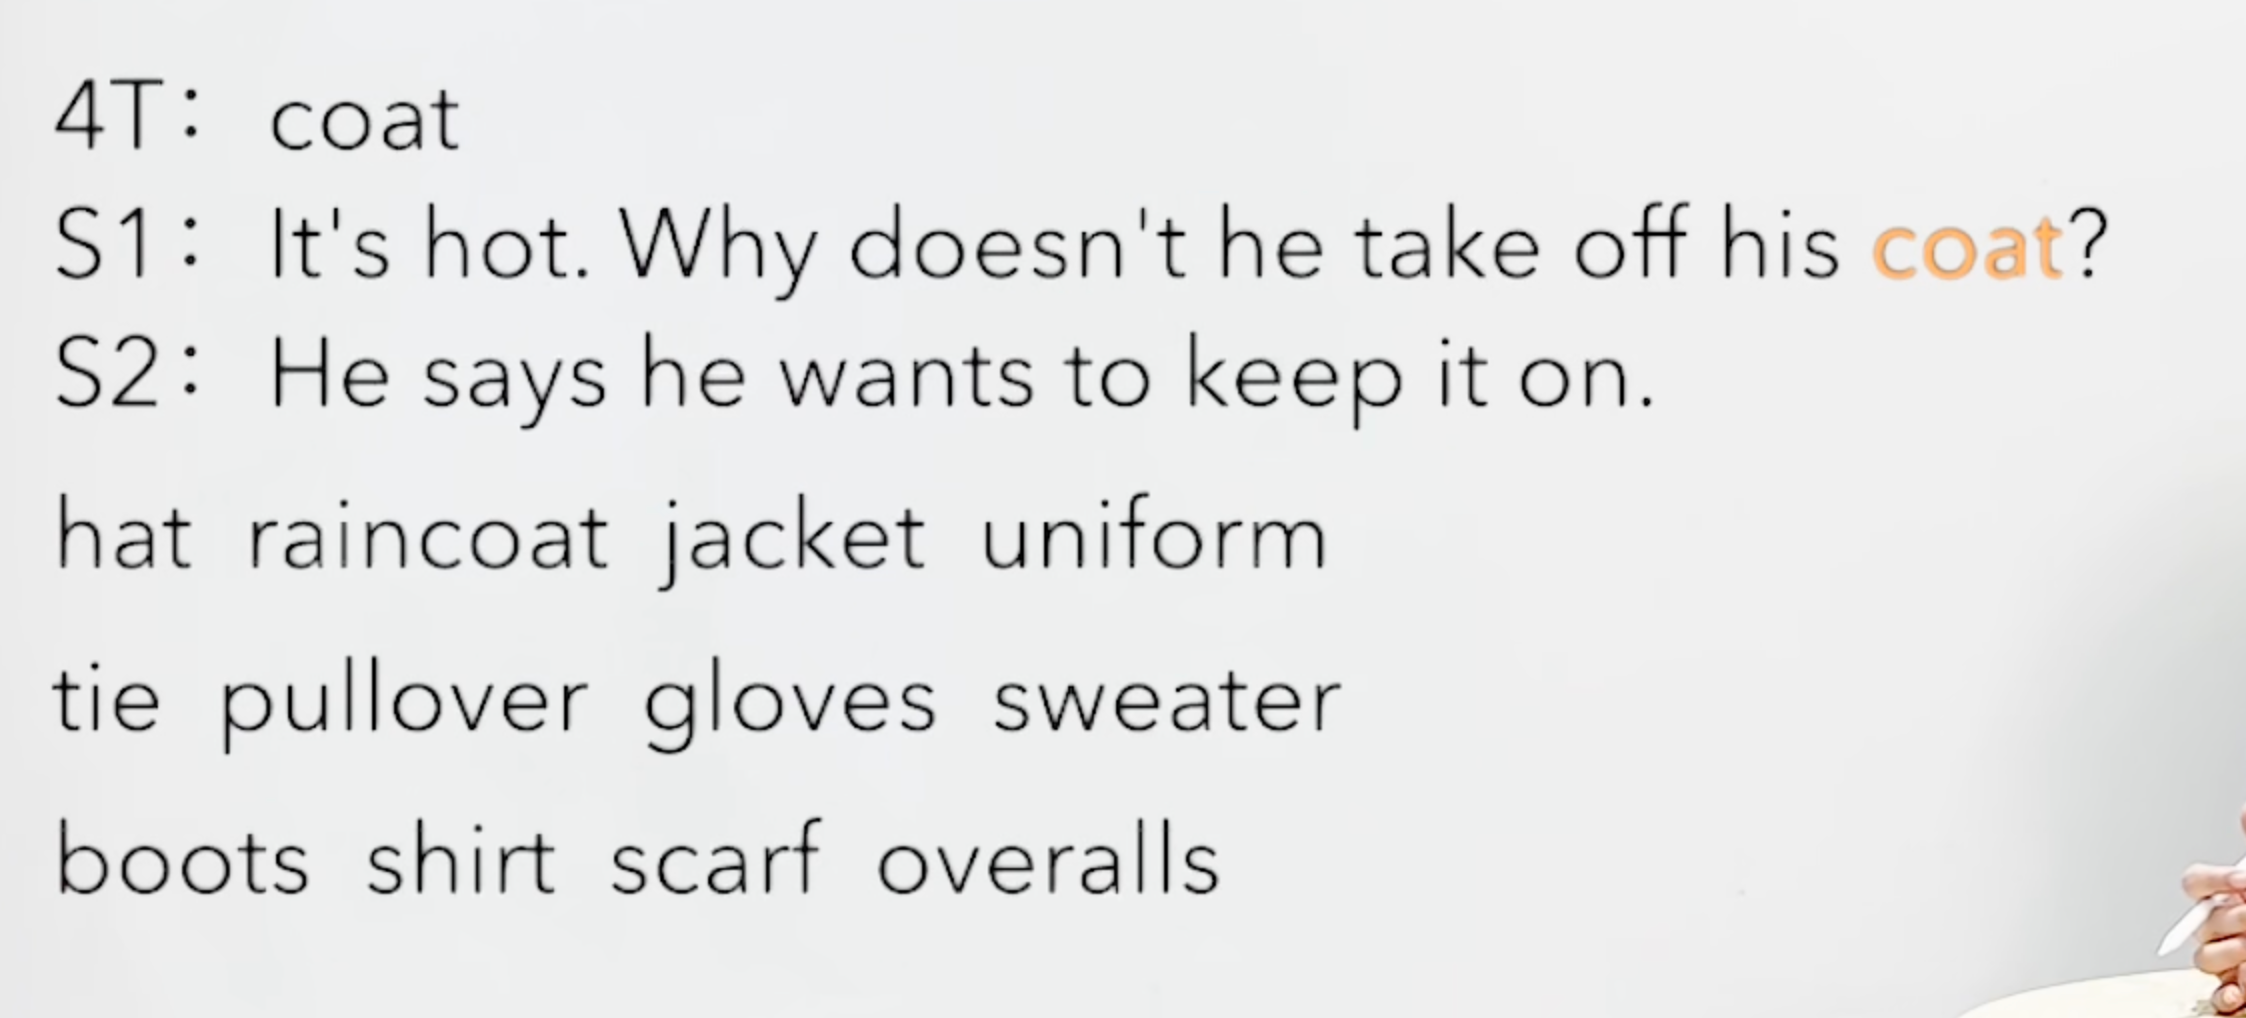 4T: coat
S1: It's hot. Why doesn't he take off his coat?
S2: He says he wants to keep it on.
hat raincoat jacket uniform
tie pullover gloves sweater
boots shirt scarf overalls